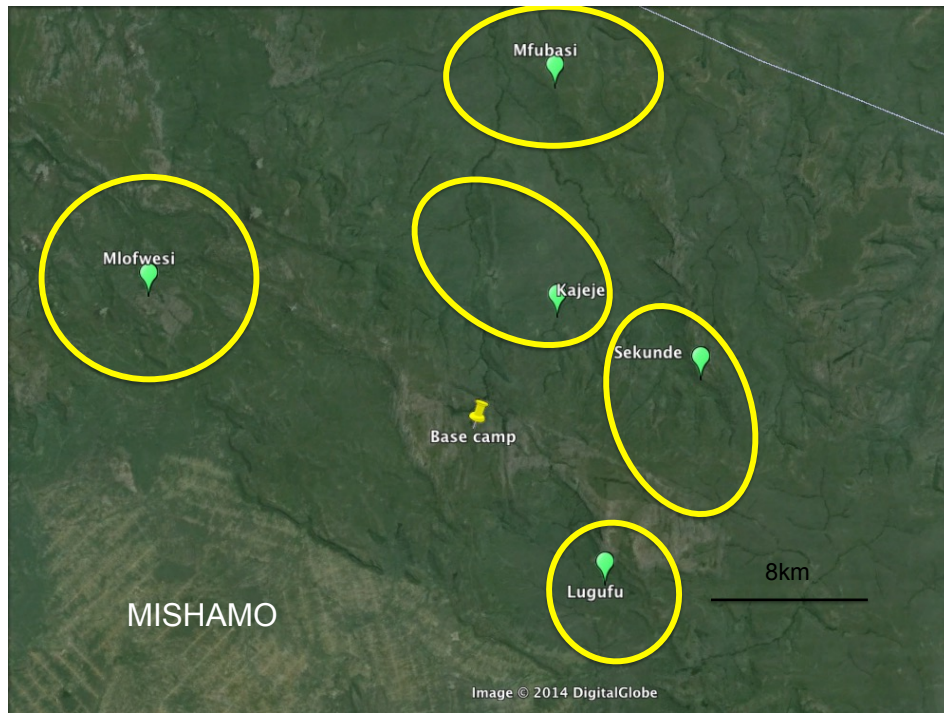 Mfubasi
Mlofwesi
Kajeje
Sekunde
Base camp
8km
Lugufu
MISHAMO
Image © 2014 DigitalGlobe